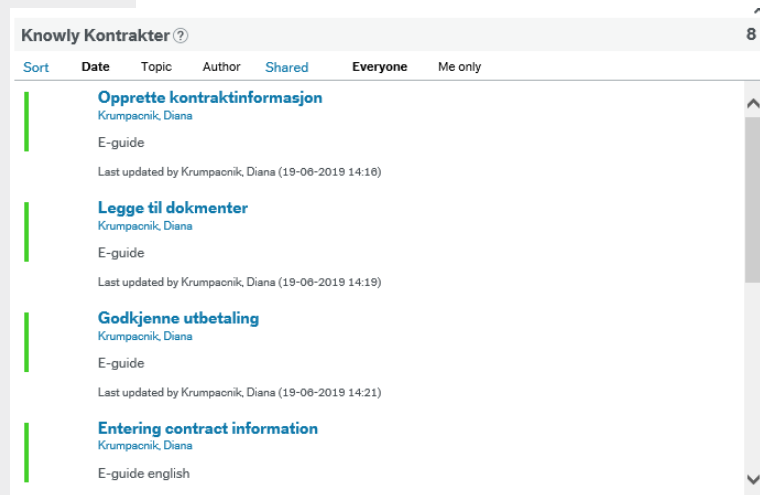 Knowly Kontrakter ? 8
Sort Date Topic Author Shared Everyone Me only
Opprette kontraktinformasjon
Krumpacnik, Diana
E-guide
Last updated by Krumpacnik, Diana (19-06-2019 14:16)
Legge til dokmenter
Krumpacnik, Diana
E-guide
Last updated by Krumpacnik, Diana (19-06-2019 14:19)
Godkjenne utbetaling
Krumpacnik, Diana
E-guide
Last updated by Krumpacnik, Diana (19-06-2019 14:21)
Entering contract information
Krumpacnik, Diana
E-guide english